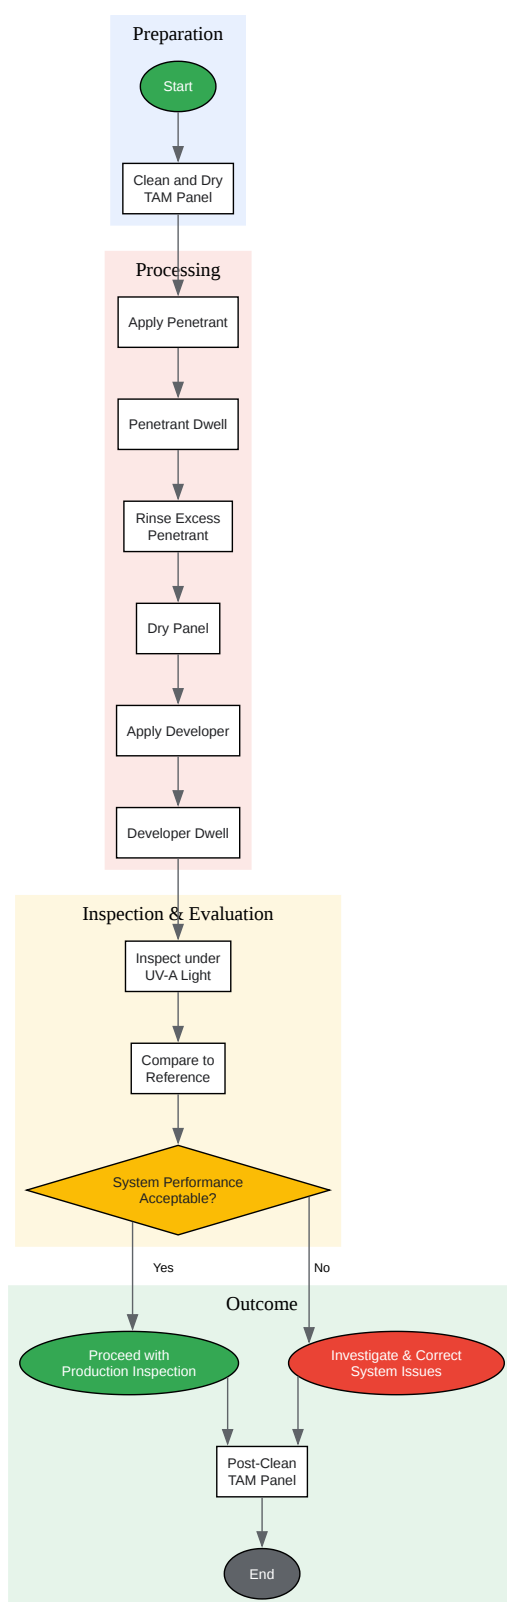 Preparation
Start
Clean and Dry
TAM Panel
Processing
Apply Penetrant
Penetrant Dwell
Rinse Excess
Penetrant
Dry Panel
Apply Developer
Developer Dwell
Inspection & Evaluation
Inspect under
UV-A Light
Compare to
Reference
System Performance
Acceptable?
Yes
No
Outcome
Proceed with
Production Inspection
Investigate & Correct
System Issues
Post-Clean
TAM Panel
End